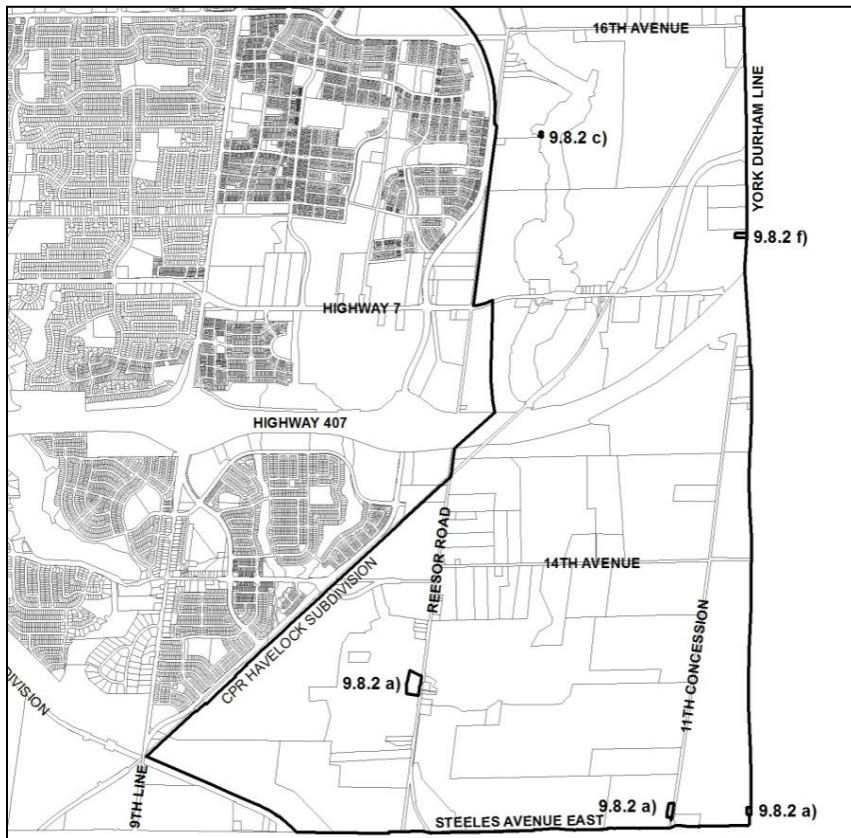 16TH AVENUE
YORK DURHAM LINE
9.8.2 c)
9.8.2 f)
HIGHWAY 7
HIGHWAY 407
REESOR ROAD
14TH AVENUE
CPR HAVELOCK SUBDIVISION
11TH CONCESSION
9.8.2 a)
DIVISION
9TH LINE
9.8.2 a)
9.8.2 a)
STEELES AVENUE EAST